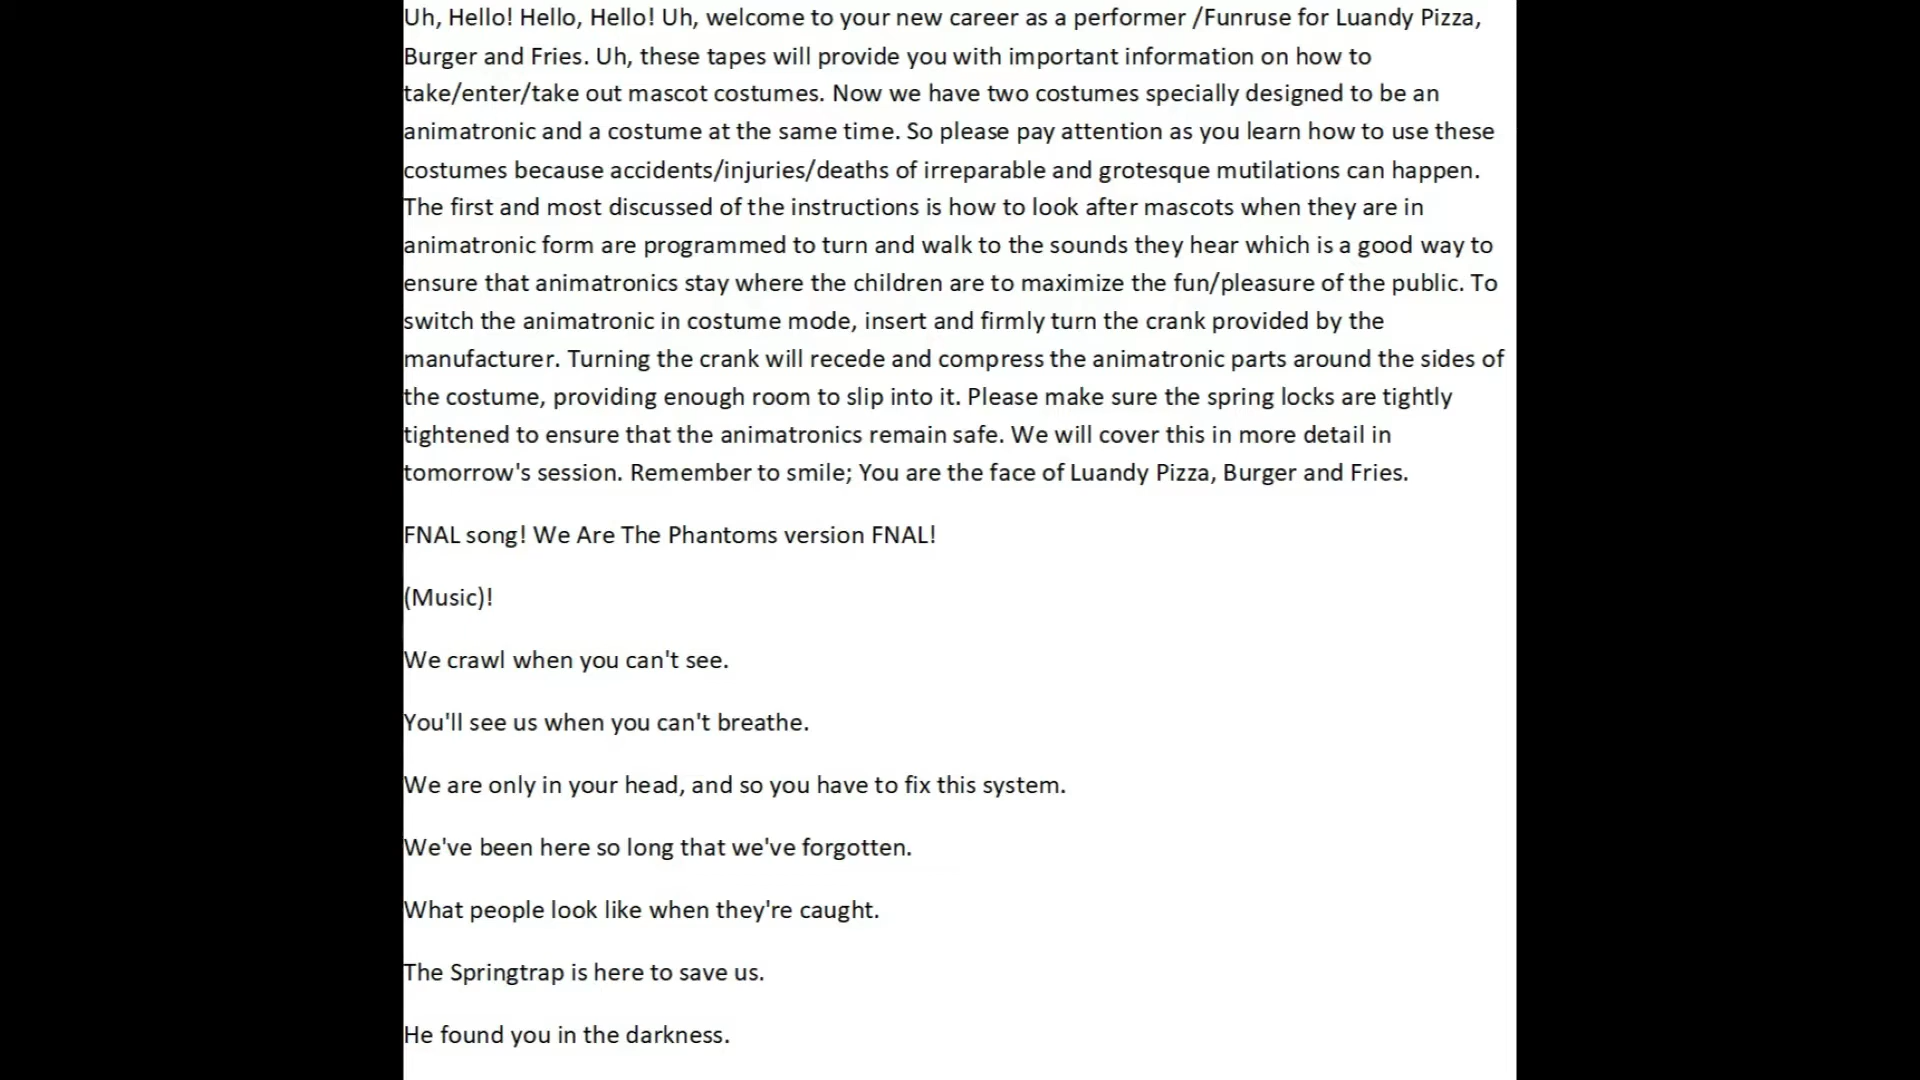 Uh, Hello! Hello, Hello! Uh, welcome to your new career as a performer /Funruse for Luandy Pizza,
Burger and Fries. Uh, these tapes will provide you with important information on how to
take/enter/take out mascot costumes. Now we have two costumes specially designed to be an
animatronic and a costume at the same time. So please pay attention as you learn how to use these
costumes because accidents/injuries/deaths of irreparable and grotesque mutilations can happen.
The first and most discussed of the instructions is how to look after mascots when they are in
animatronic form are programmed to turn and walk to the sounds they hear which is a good way to
ensure that animatronics stay where the children are to maximize the fun/pleasure of the public. To
switch the animatronic in costume mode, insert and firmly turn the crank provided by the
manufacturer. Turning the crank will recede and compress the animatronic parts around the sides of
the costume, providing enough room to slip into it. Please make sure the spring locks are tightly
tightened to ensure that the animatronics remain safe. We will cover this in more detail in
tomorrow's session. Remember to smile; You are the face of Luandy Pizza, Burger and Fries.
FNAL song! We Are The Phantoms version FNAL!
(Music)!
We crawl when you can't see.
You'll see us when you can't breathe.
We are only in your head, and so you have to fix this system.
We've been here so long that we've forgotten.
What people look like when they're caught.
The Springtrap is here to save us.
He found you in the darkness.